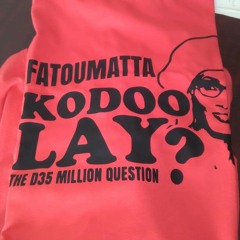 FATOUMATTA
KODOO
LAY?
THE D35 MILLION QUESTION